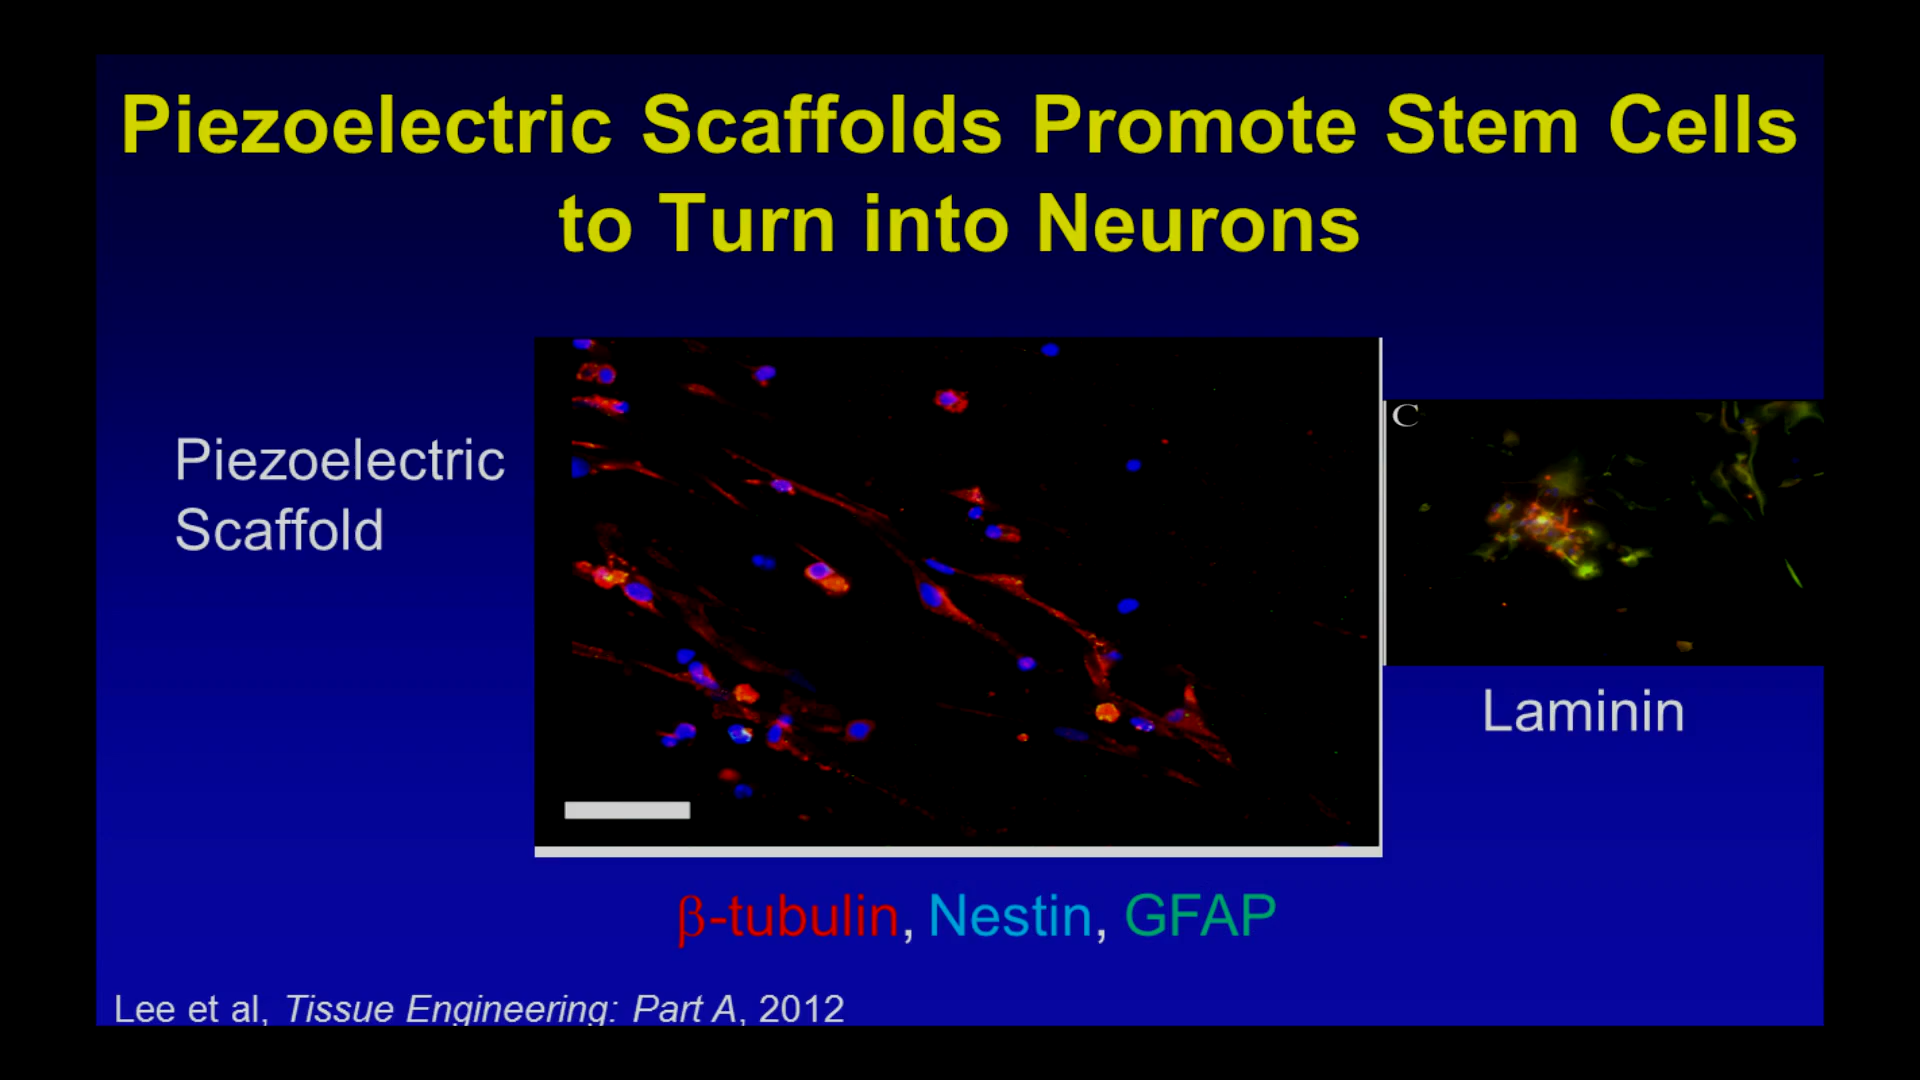 Piezoelectric Scaffolds Promote Stem Cells
to Turn into Neurons
Piezoelectric
Scaffold
C
Laminin
β-tubulin, Nestin, GFAP
Lee et al, Tissue Engineering: Part A, 2012